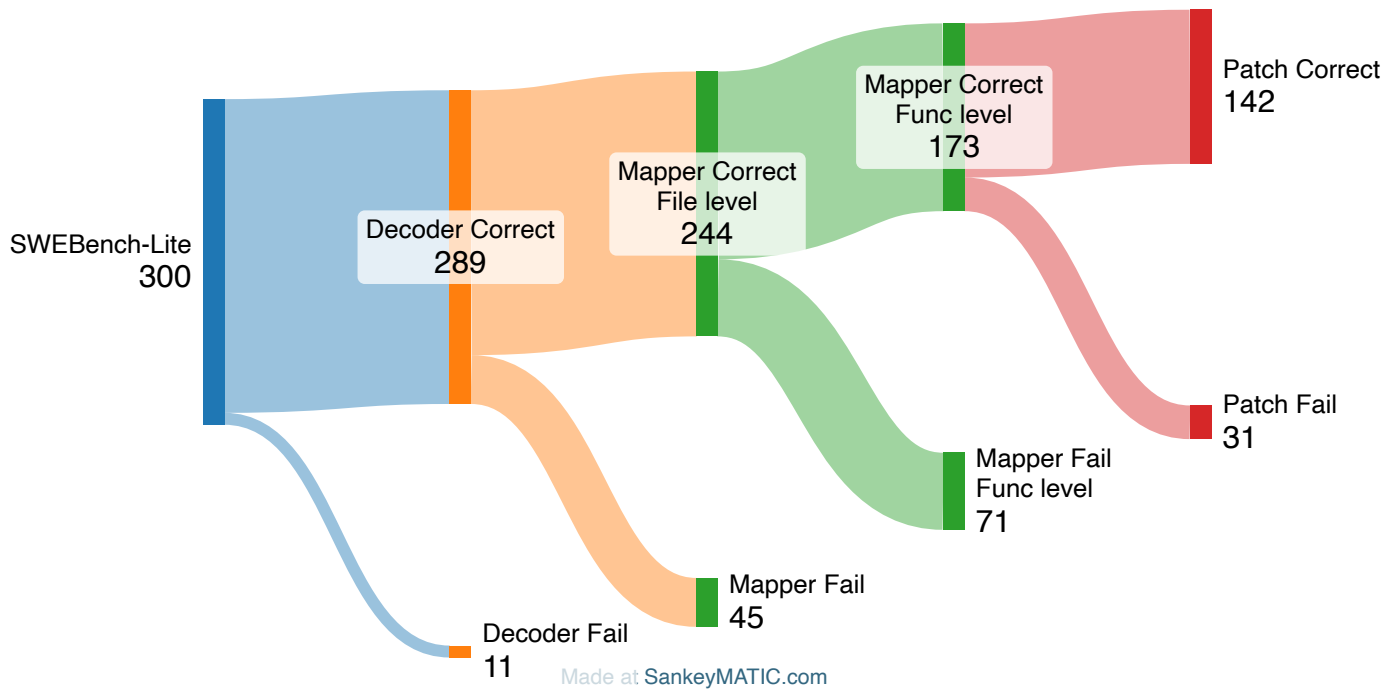 SWEBench-Lite
300
Decoder Correct
289
Decoder Fail
11
Mapper Correct
File level
244
Mapper Fail
45
Mapper Correct
Func level
173
Mapper Fail
Func level
71
Patch Correct
142
Patch Fail
31
Made at SankeyMATIC.com